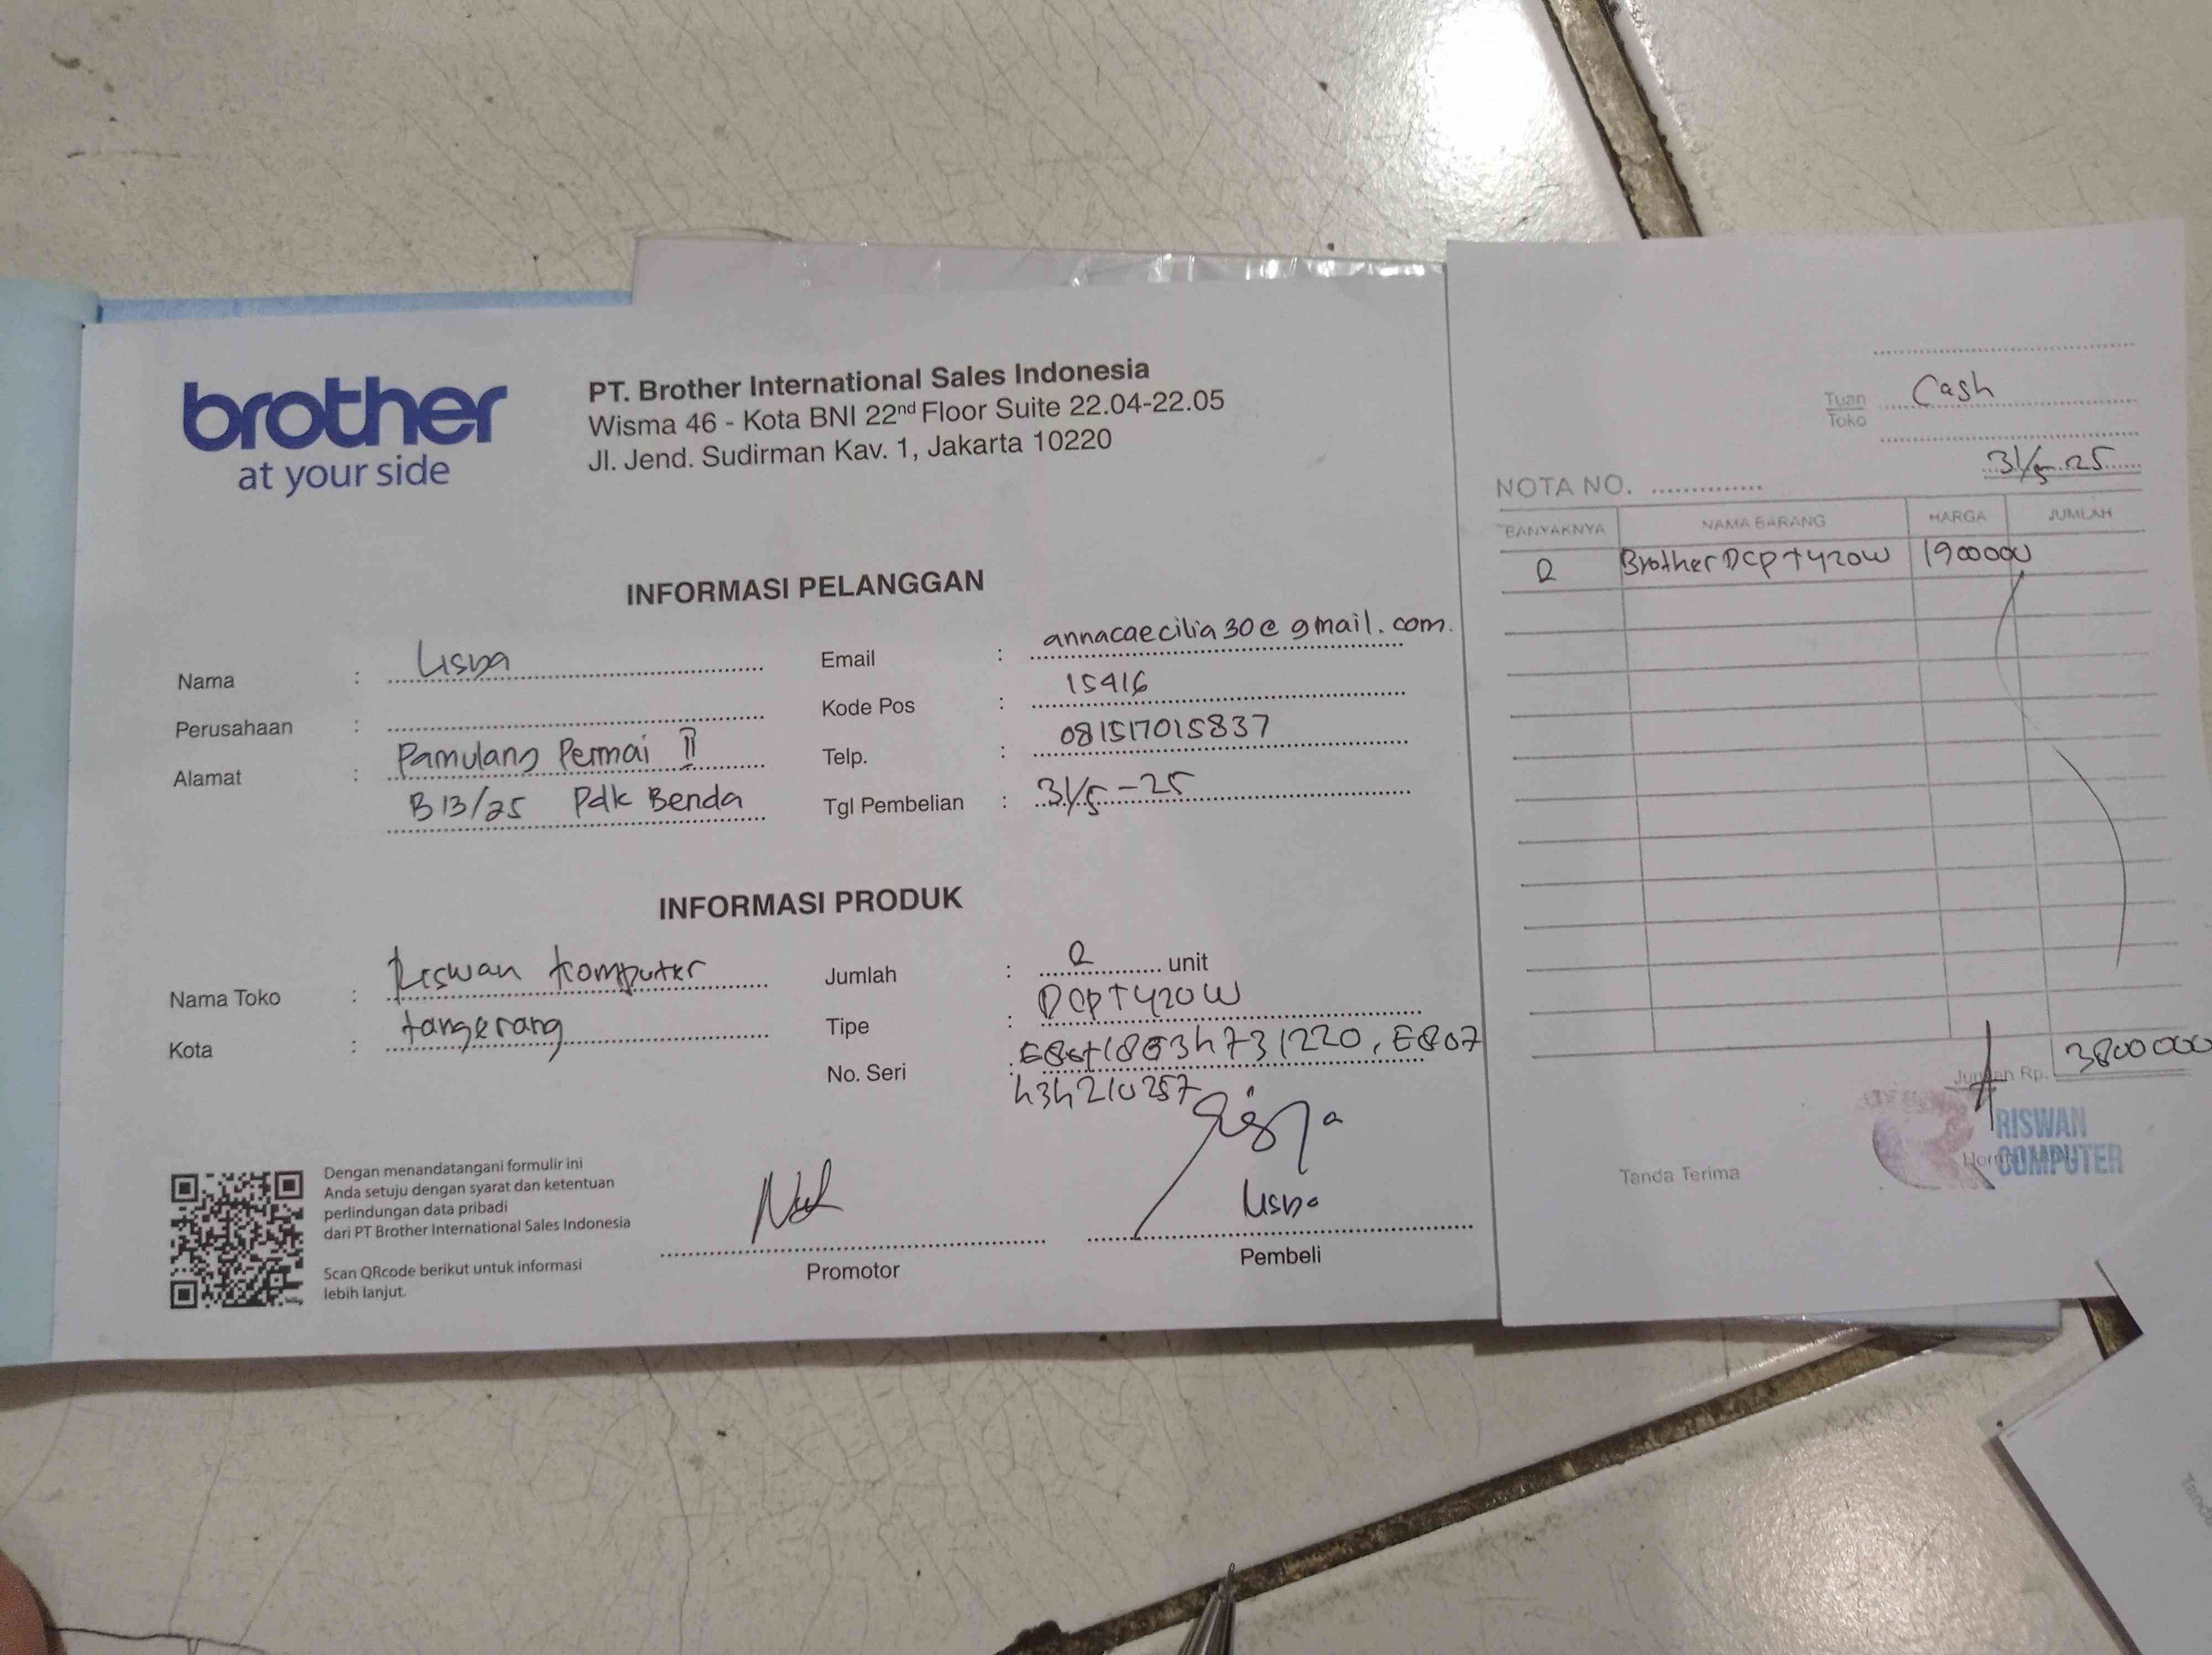 brother
at your side
PT. Brother International Sales Indonesia
Wisma 46 - Kota BNI 22nd Floor Suite 22.04-22.05
Jl. Jend. Sudirman Kav. 1, Jakarta 10220
INFORMASI PELANGGAN
Nama : Lisna
Perusahaan :
Alamat : Pamulang Permai II
B13/25 Pdk Benda
Email : annacaecilia30@gmail.com.
Kode Pos : 15416
Telp. : 081517015837
Tgl Pembelian : 31/5-25
INFORMASI PRODUK
Nama Toko : Riswan Komputer
Kota : tangerang
Jumlah : 2 unit
Tipe : DCPT420W
No. Seri :
Dengan menandatangani formulir ini
Anda setuju dengan syarat dan ketentuan
perlindungan data pribadi
dari PT Brother International Sales Indonesia
Scan QRcode berikut untuk informasi
lebih lanjut.
Promotor
Lisna
Pembeli
Tuan
Toko
Cash
31/5-25
NOTA NO.
BANYAKNYA NAMA BARANG HARGA JUMLAH
2 Brother DCPT420W 1900000
Jumlah Rp. 3800000
Tanda Terima
RISWAN
COMPUTER